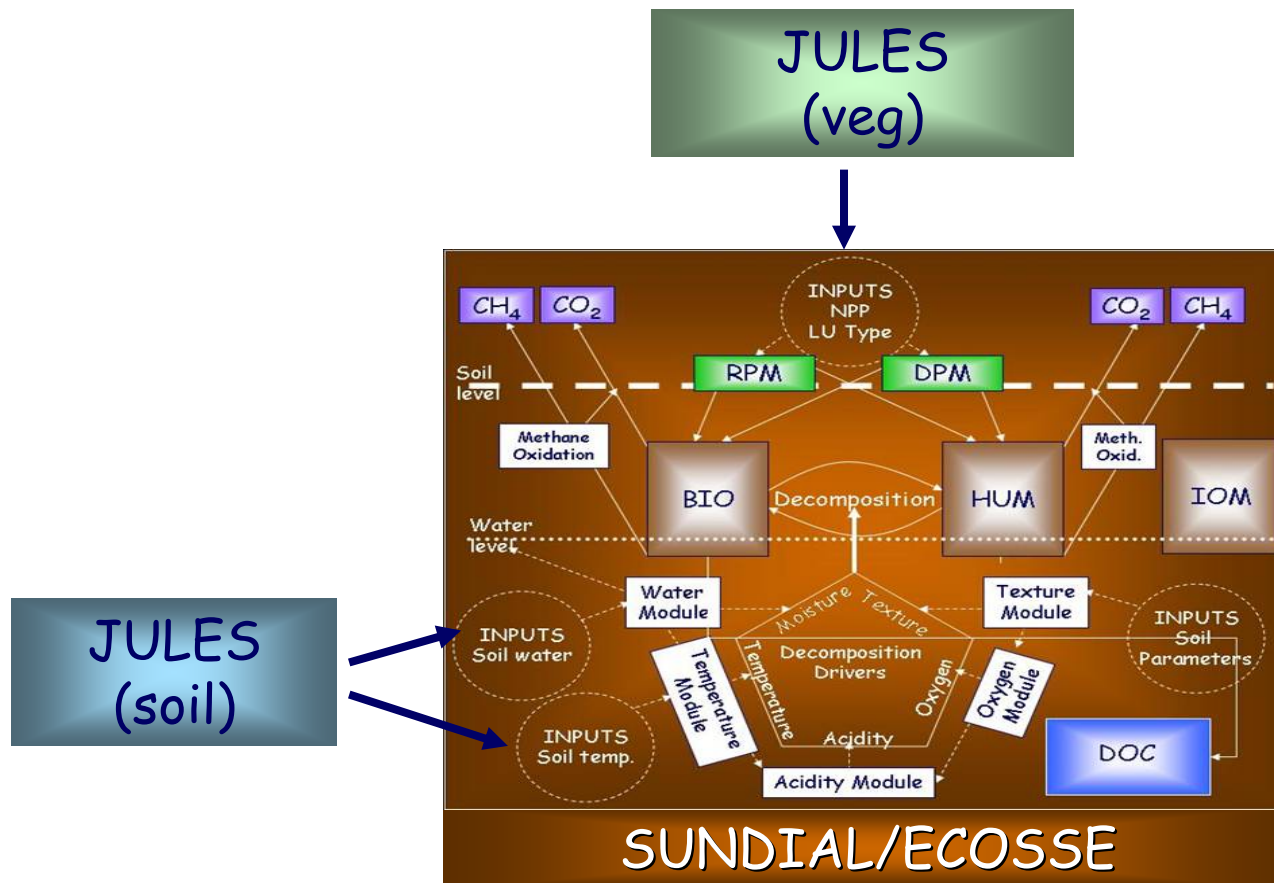 JULES
(veg)
INPUTS
NPP
LU Type
CH₄
CO₂
CO₂
CH₄
RPM
DPM
Soil
level
Methane
Oxidation
Meth.
Oxid.
BIO
Decomposition
HUM
IOM
Water
level
Water
Module
Moisture
Texture
Texture
Module
INPUTS
Soil water
INPUTS
Soil
Parameters
JULES
(soil)
Temperature
Module
Temperature
Decomposition
Drivers
Oxygen
Oxygen
Module
INPUTS
Soil temp.
Acidity
Acidity Module
DOC
SUNDIAL/ECOSSE